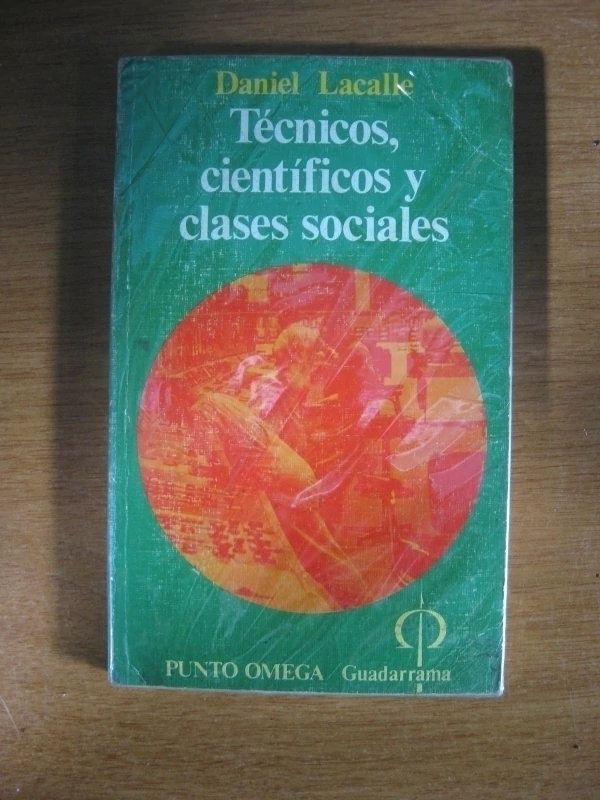 Daniel Lacalle
Técnicos,
científicos y
clases sociales
PUNTO OMEGA Guadarrama